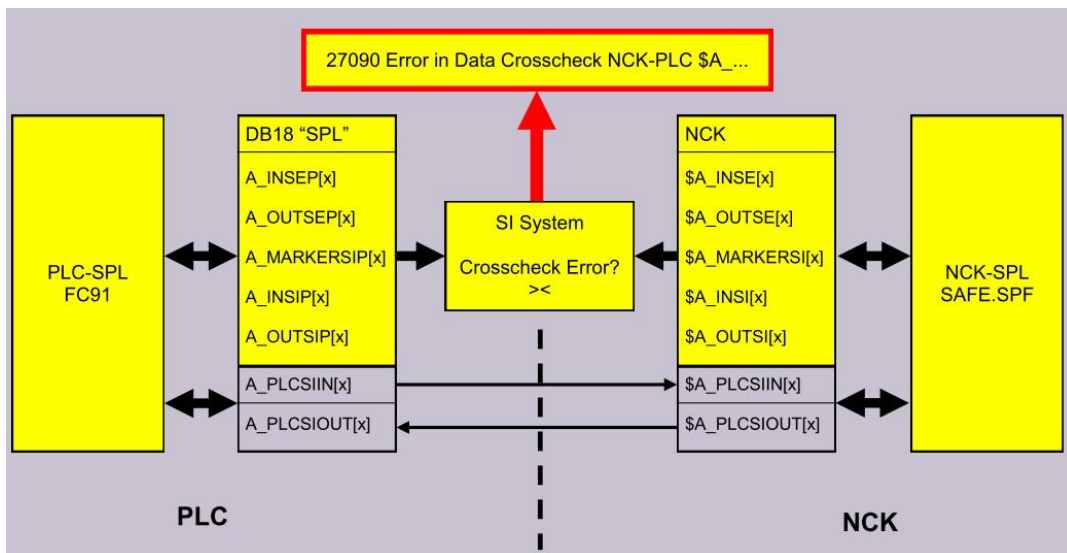 27090 Error in Data Crosscheck NCK-PLC $A_...
PLC-SPL
FC91
DB18 “SPL”
A_INSEP[x]
A_OUTSEP[x]
A_MARKERSIP[x]
A_INSIP[x]
A_OUTSIP[x]
A_PLCSIIN[x]
A_PLCSIOUT[x]
SI System
Crosscheck Error?
><
NCK
$A_INSE[x]
$A_OUTSE[x]
$A_MARKERSI[x]
$A_INSI[x]
$A_OUTSI[x]
$A_PLCSIIN[x]
$A_PLCSIOUT[x]
NCK-SPL
SAFE.SPF
PLC
NCK